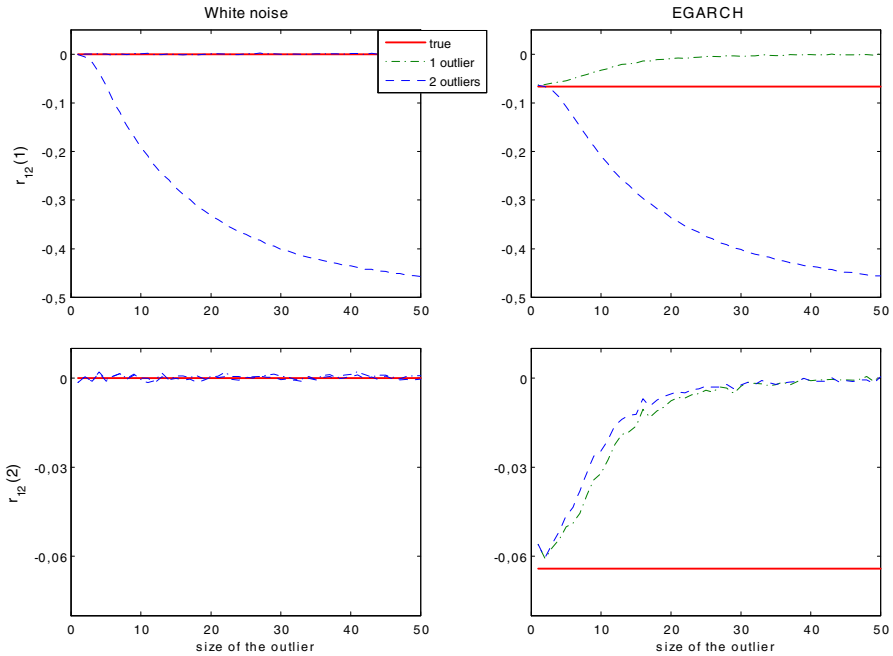 White noise
EGARCH
true
1 outlier
2 outliers
r12(1)
0
-0,1
-0,2
-0,3
-0,4
-0,5
0 10 20 30 40 50
0
-0,1
-0,2
-0,3
-0,4
-0,5
0 10 20 30 40 50
r12(2)
0
-0,03
-0,06
0 10 20 30 40 50
size of the outlier
0
-0,03
-0,06
0 10 20 30 40 50
size of the outlier